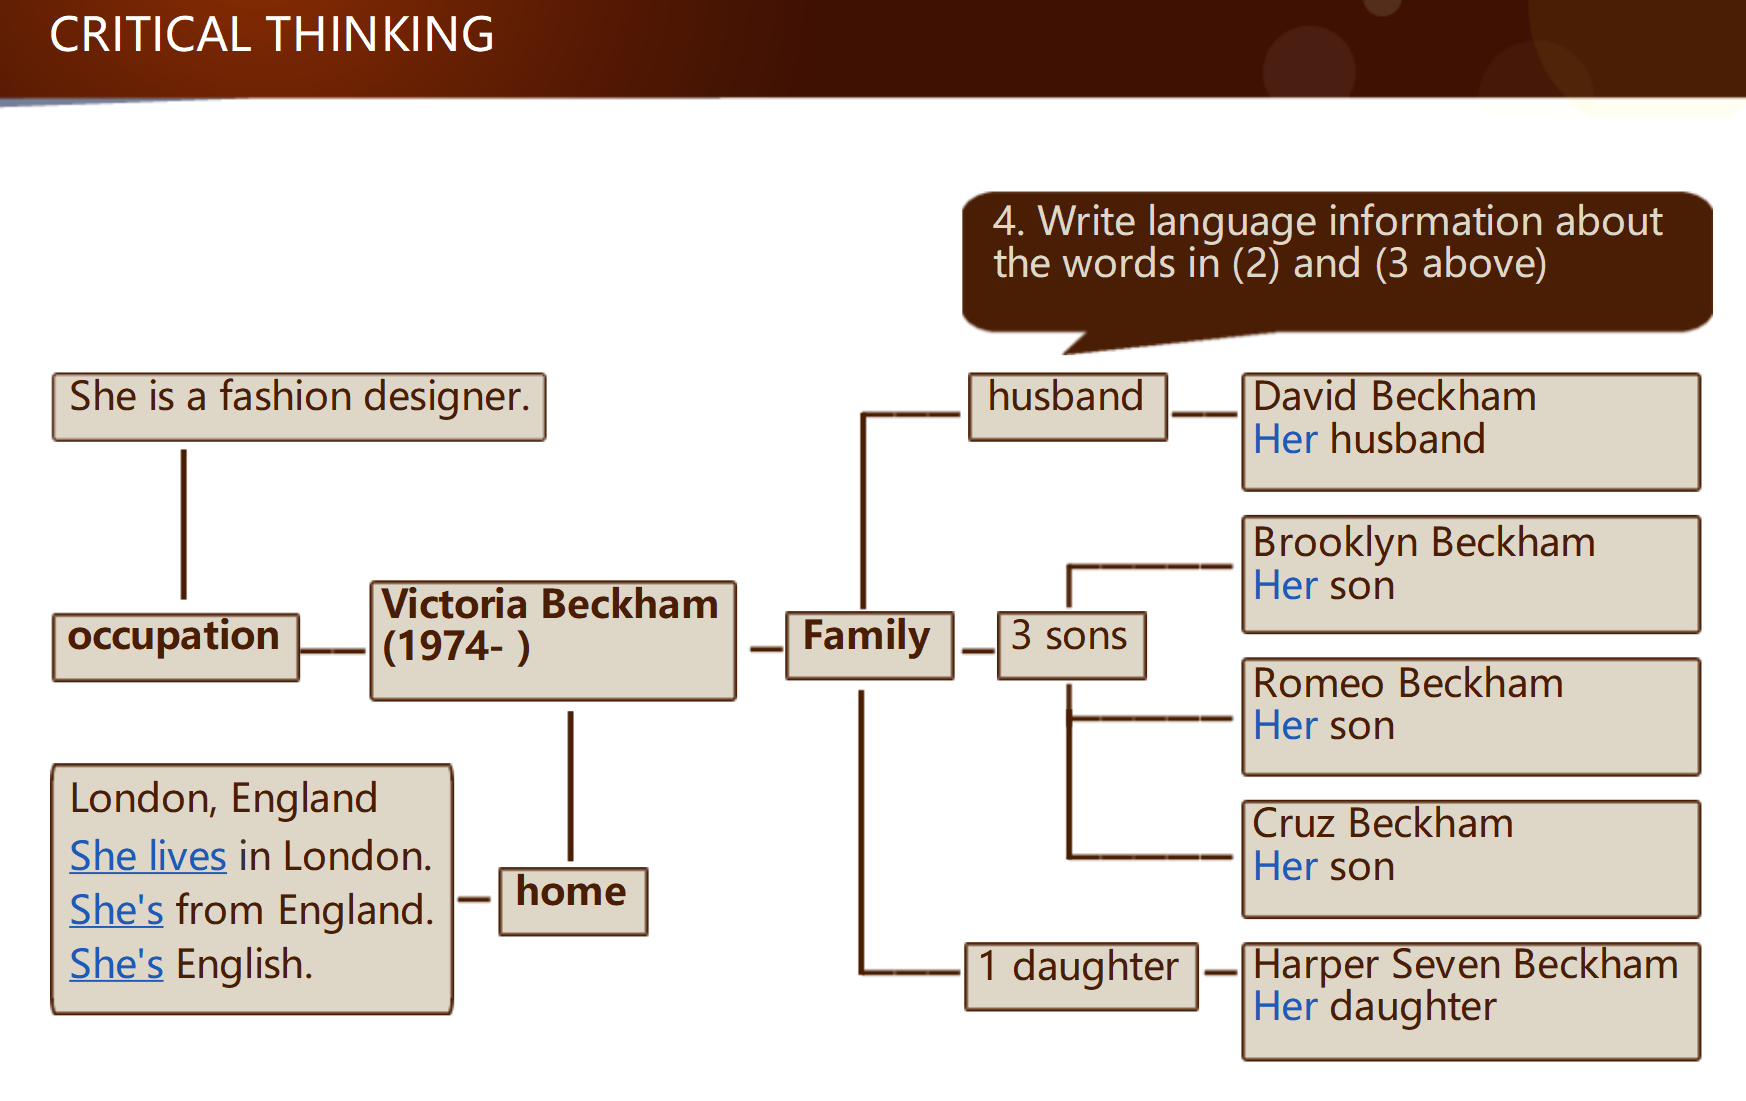 CRITICAL THINKING
4. Write language information about
the words in (2) and (3 above)
She is a fashion designer.
occupation
Victoria Beckham
(1974- )
London, England
She lives in London.
She's from England.
She's English.
home
Family
husband
David Beckham
Her husband
3 sons
Brooklyn Beckham
Her son
Romeo Beckham
Her son
Cruz Beckham
Her son
1 daughter
Harper Seven Beckham
Her daughter